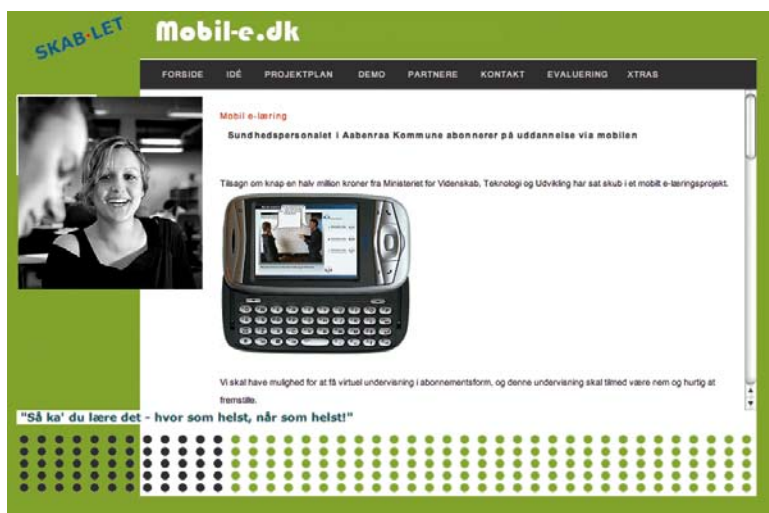 SKAB·LET
Mobil-e.dk
FORSIDE IDÉ PROJEKTPLAN DEMO PARTNERE KONTAKT EVALUERING XTRAS
Mobil e-læring
Sundhedspersonalet i Aabenraa Kommune abonnerer på uddannelse via mobilen
Tilsagn om knap en halv million kroner fra Ministeriet for Videnskab, Teknologi og Udvikling har sat skub i et mobilt e-læringsprojekt.
Vi skal have mulighed for at få virtuel undervisning i abonnementsform, og denne undervisning skal tilmed være nem og hurtig at
fremstille.
"Så ka' du lære det - hvor som helst, når som helst!"